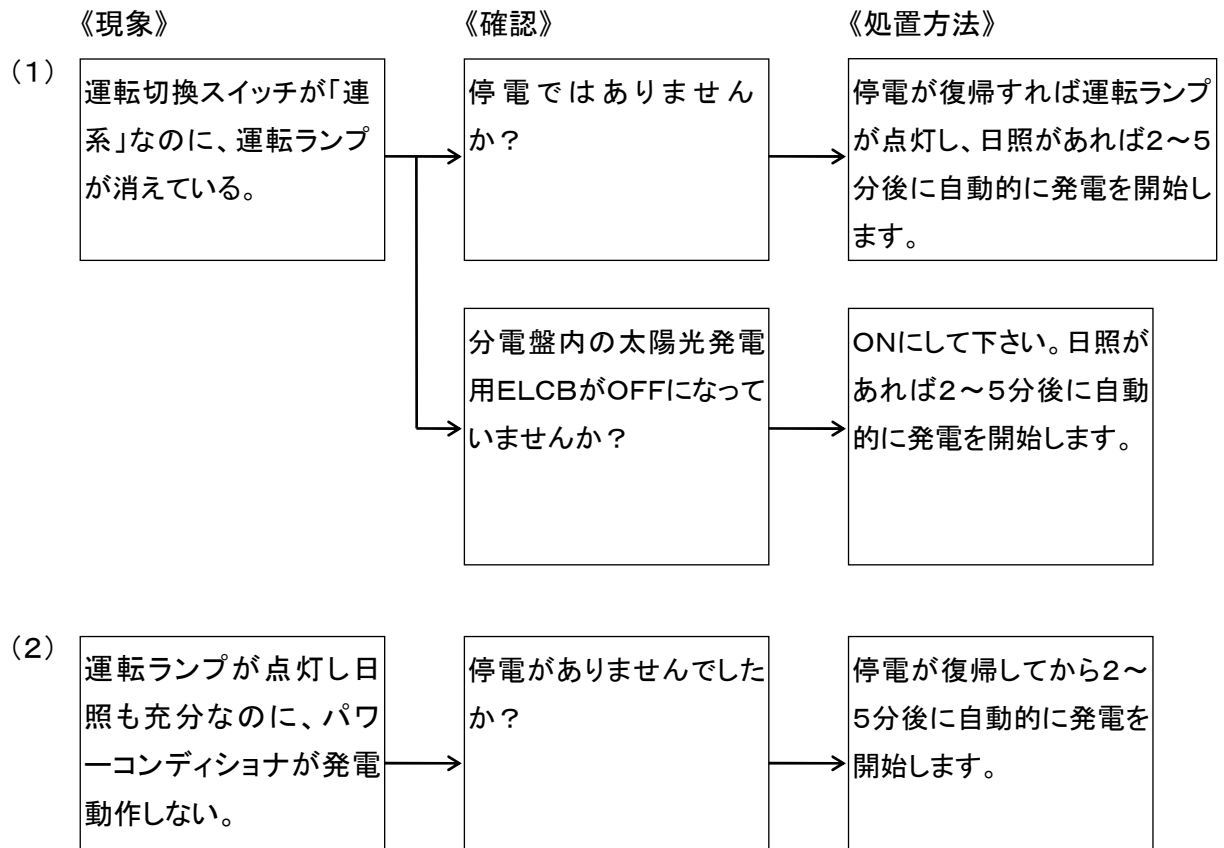 《現象》
《確認》
《処置方法》
(1)
運転切換スイッチが「連
系」なのに、運転ランプ
が消えている。
停電ではありません
か？
停電が復帰すれば運転ランプ
が点灯し、日照があれば２～５
分後に自動的に発電を開始し
ます。
分電盤内の太陽光発電
用ＥＬＣＢがＯＦＦになって
いませんか？
ＯＮにして下さい。日照が
あれば２～５分後に自動
的に発電を開始します。
(2)
運転ランプが点灯し日
照も充分なのに、パワ
ーコンディショナが発電
動作しない。
停電がありませんでした
か？
停電が復帰してから２～
５分後に自動的に発電を
開始します。